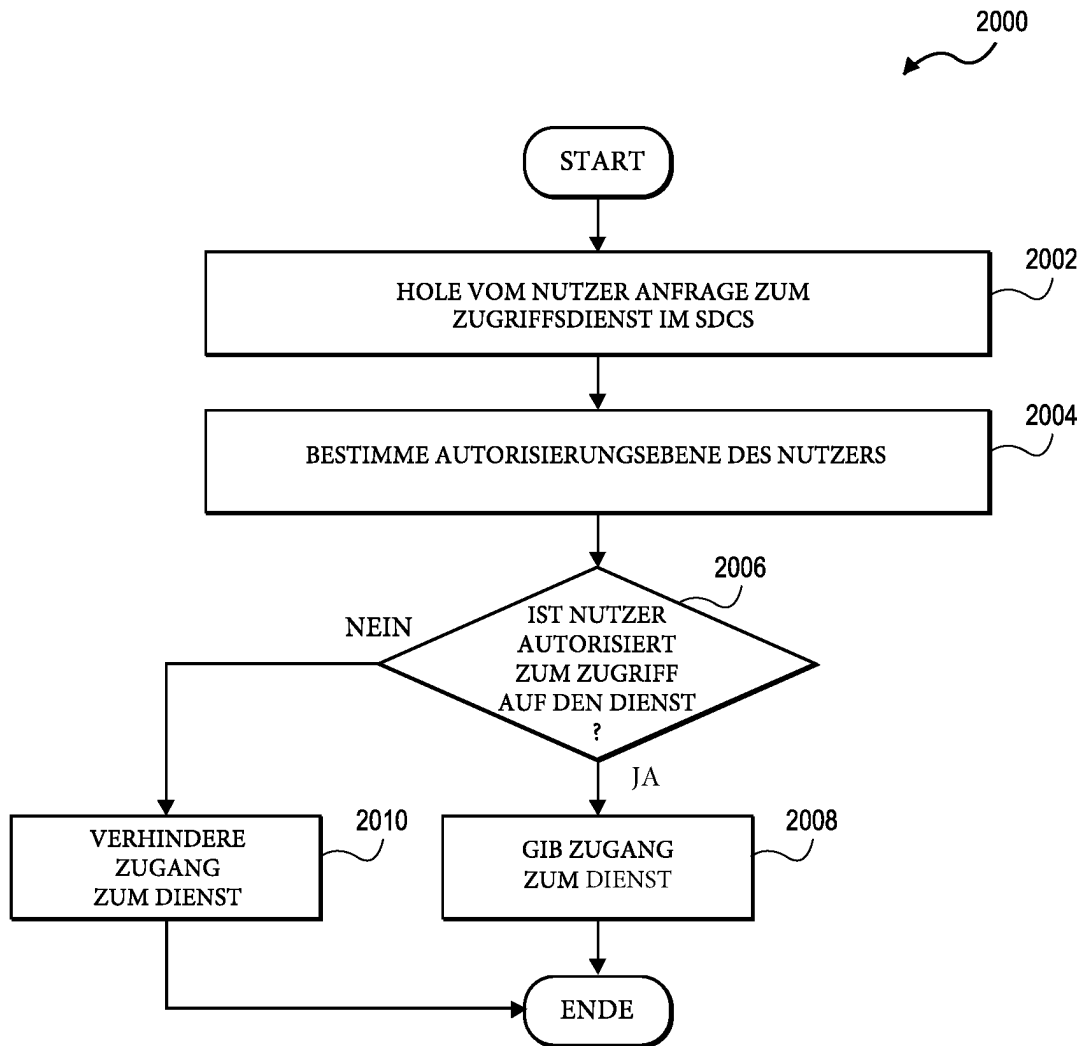 2000
START
2002
HOLE VOM NUTZER ANFRAGE ZUM
ZUGRIFFSDIENST IM SDCS
2004
BESTIMME AUTORISIERUNGSEBENE DES NUTZERS
2006
NEIN
IST NUTZER
AUTORISIERT
ZUM ZUGRIFF
AUF DEN DIENST
?
JA
2010
VERHINDERE
ZUGANG
ZUM DIENST
2008
GIB ZUGANG
ZUM DIENST
ENDE